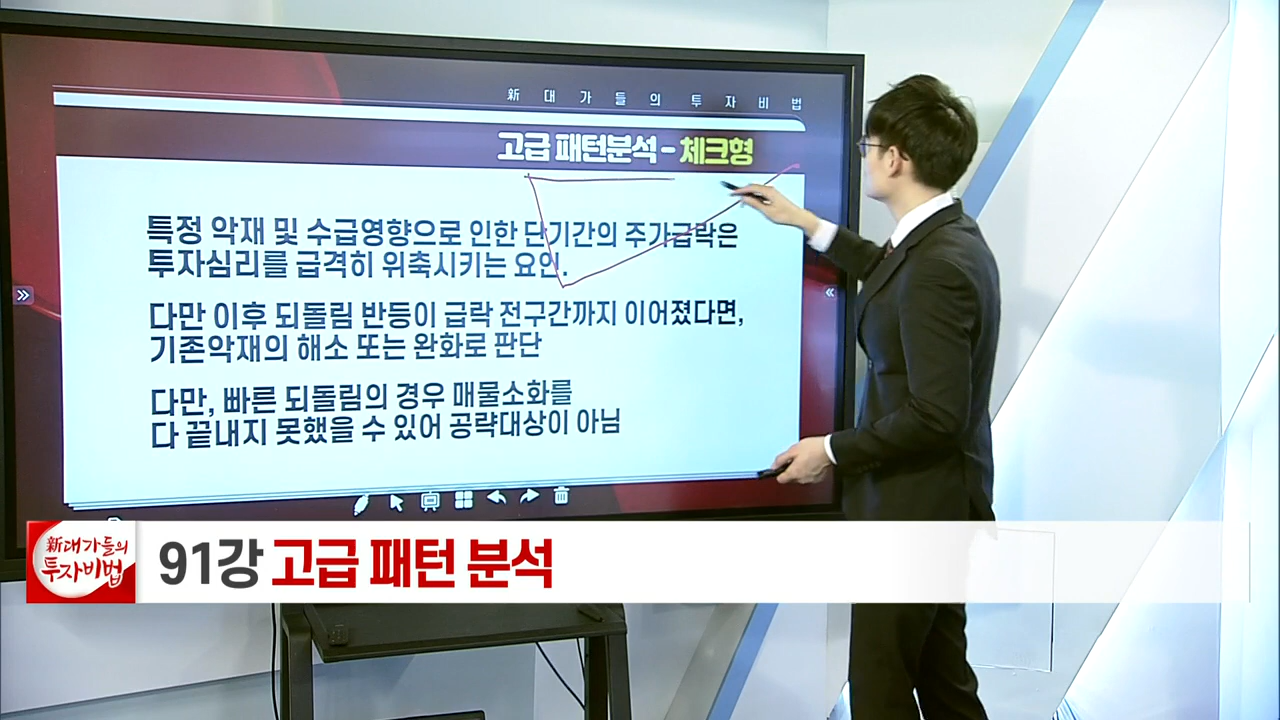 新 대 가 들 의 투 자 비 법
고급 패턴분석 - 체크형
특정 악재 및 수급영향으로 인한 단기간의 주가급락은
투자심리를 급격히 위축시키는 요인.
다만 이후 되돌림 반등이 급락 전구간까지 이어졌다면,
기존악재의 해소 또는 완화로 판단
다만, 빠른 되돌림의 경우 매물소화를
다 끝내지 못했을 수 있어 공략대상이 아님
新대가들의
투자비법
91강 고급 패턴 분석